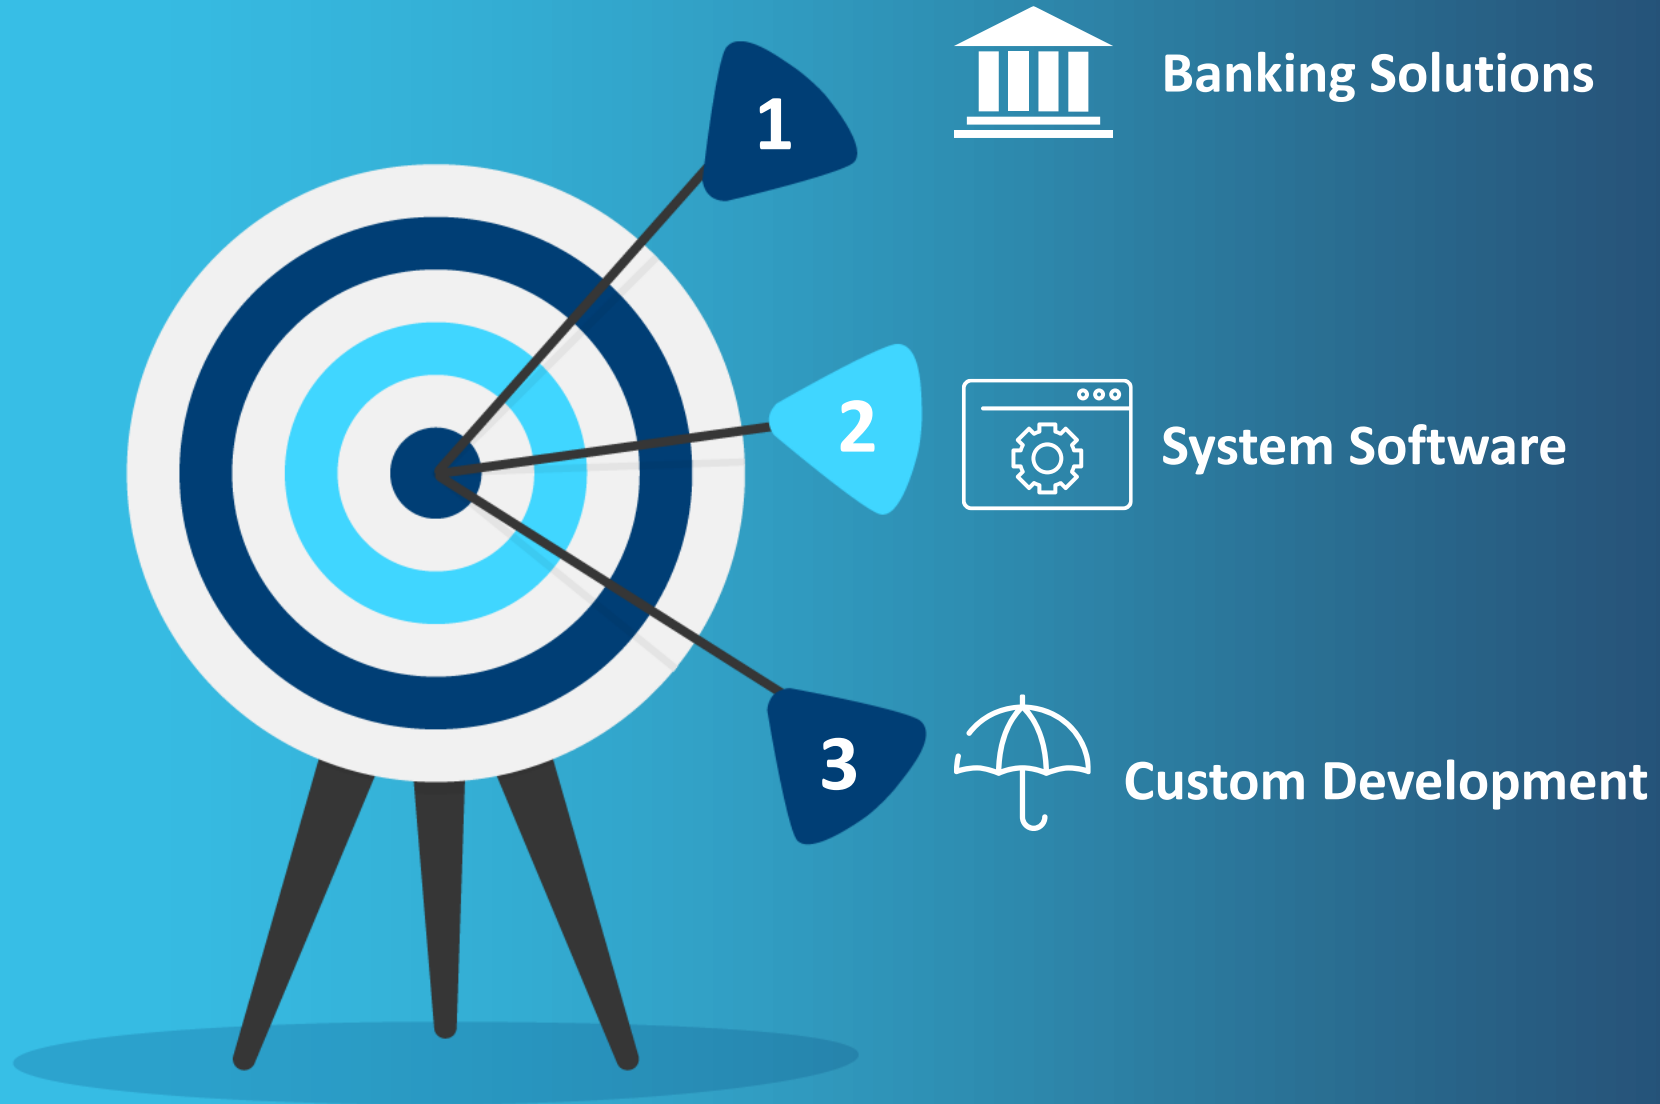 1
Banking Solutions
2
System Software
3
Custom Development